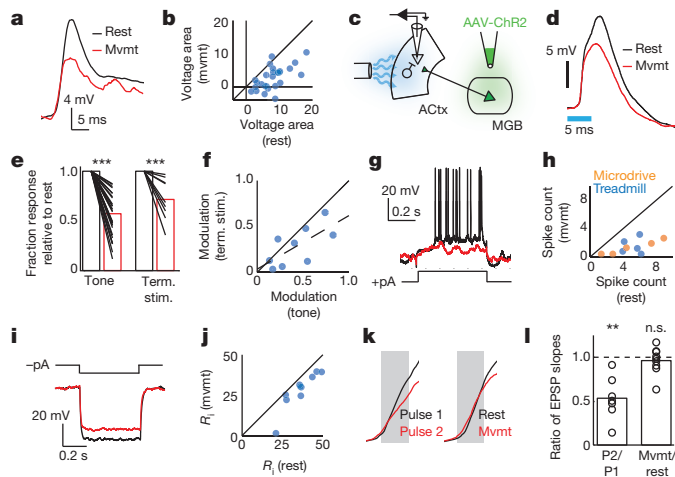 a
Rest
Mvmt
4 mV
5 ms
b
Voltage area
(mvmt)
20
10
0
0
10
20
Voltage area
(rest)
c
AAV-ChR2
ACtx
MGB
d
5 mV
Rest
Mvmt
5 ms
e
Fraction response
relative to rest
1.0
0.5
***
***
Tone
Term.
stim.
f
Modulation
(term. stim.)
1.0
0.5
0
0
0.5
1.0
Modulation
(tone)
g
20 mV
0.2 s
+pA
h
Microdrive
Treadmill
Spike count
(mvmt)
10
5
0
0
5
Spike count
(rest)
i
–pA
20 mV
0.2 s
j
Ri (mvmt)
50
25
0
0
25
50
Ri (rest)
k
Pulse 1
Pulse 2
Rest
Mvmt
l
Ratio of EPSP slopes
**
n.s.
1.0
0.5
0
P2/
P1
Mvmt/
rest